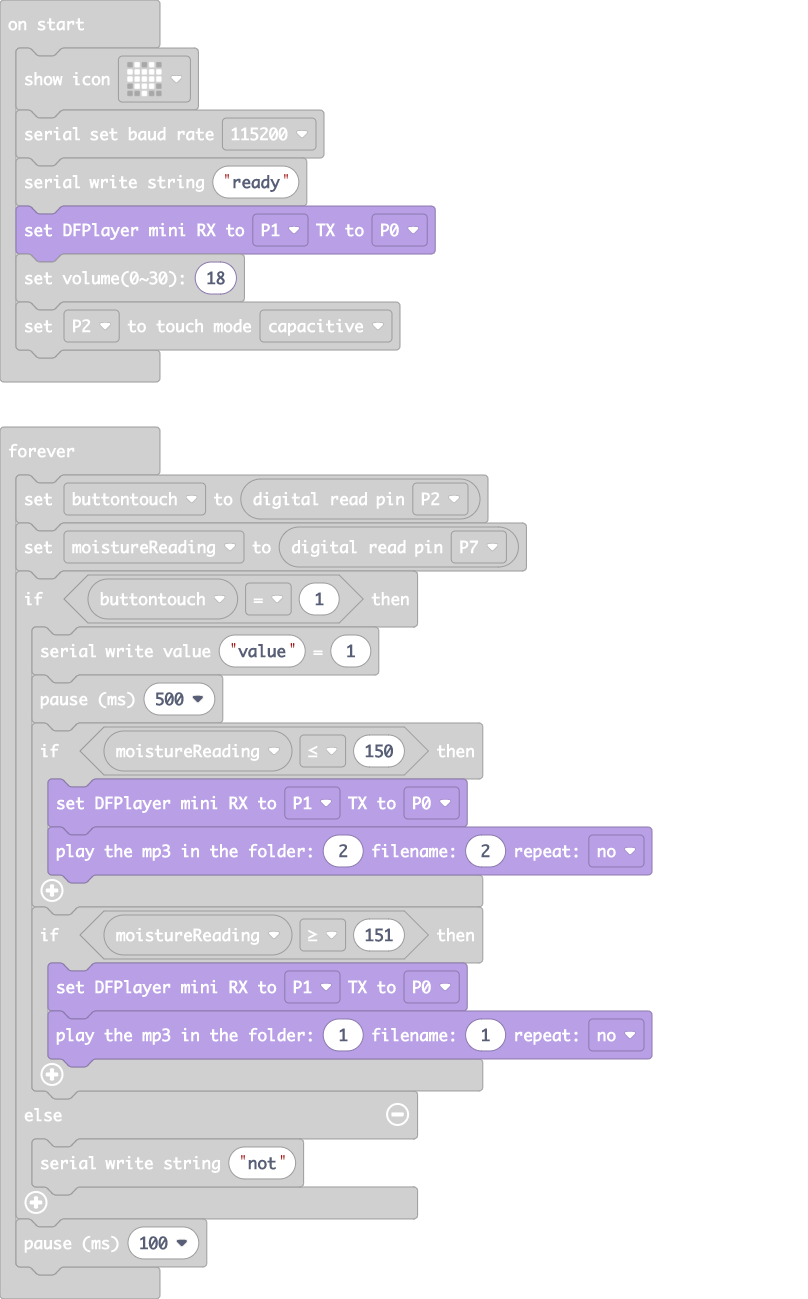 on start
show icon
serial set baud rate 115200
serial write string "ready"
set DFPlayer mini RX to P1 TX to P0
set volume(0~30): 18
set P2 to touch mode capacitive
forever
set buttontouch to digital read pin P2
set moistureReading to digital read pin P7
if buttontouch = 1 then
serial write value "value" = 1
pause (ms) 500
if moistureReading ≤ 150 then
set DFPlayer mini RX to P1 TX to P0
play the mp3 in the folder: 2 filename: 2 repeat: no
if moistureReading ≥ 151 then
set DFPlayer mini RX to P1 TX to P0
play the mp3 in the folder: 1 filename: 1 repeat: no
else
serial write string "not"
pause (ms) 100